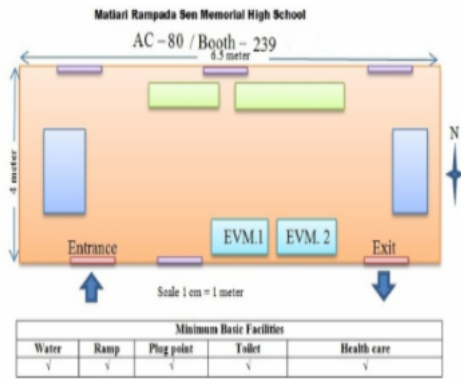 Matiari Rampada Sen Memorial High School
AC – 80 / Booth – 239
6.5 meter
4 meter
N
EVM.1 EVM. 2
Entrance Exit
Scale 1 cm = 1 meter
Minimum Basic Facilities
Water Ramp Plug point Toilet Health care
√ √ √ √ √